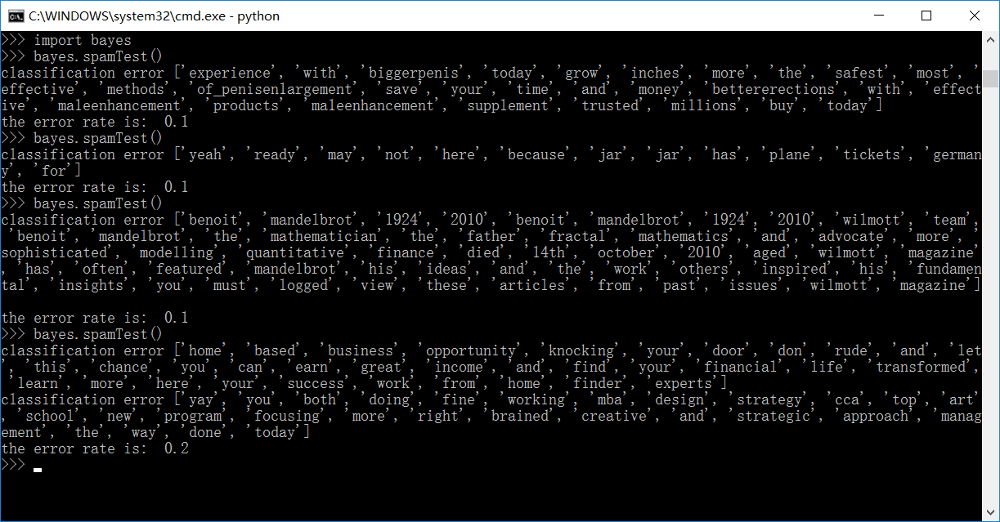 C:\WINDOWS\system32\cmd.exe - python
>>> import bayes
>>> bayes.spamTest()
classification error ['experience', 'with', 'biggerpenis', 'today', 'grow', 'inches', 'more', 'the', 'safest', 'most', '
effective', 'methods', 'of_penisen1argement', 'save', 'your', 'time', 'and', 'money', 'bettererections', 'with', 'effect
ive', 'maleenhancement', 'products', 'maleenhancement', 'supplement', 'trusted', 'millions', 'buy', 'today']
the error rate is:  0.1
>>> bayes.spamTest()
classification error ['yeah', 'ready', 'may', 'not', 'here', 'because', 'jar', 'jar', 'has', 'plane', 'tickets', 'german
y', 'for']
the error rate is:  0.1
>>> bayes.spamTest()
classification error ['benoit', 'mandelbrot', '1924', '2010', 'benoit', 'mandelbrot', '1924', '2010', 'wilmott', 'team',
 'benoit', 'mandelbrot', 'the', 'mathematician', 'the', 'father', 'fractal', 'mathematics', 'and', 'advocate', 'more', '
sophisticated', 'modelling', 'quantitative', 'finance', 'died', '14th', 'october', '2010', 'aged', 'wilmott', 'magazine'
, 'has', 'often', 'featured', 'mandelbrot', 'his', 'ideas', 'and', 'the', 'work', 'others', 'inspired', 'his', 'fundamen
tal', 'insights', 'you', 'must', 'logged', 'view', 'these', 'articles', 'from', 'past', 'issues', 'wilmott', 'magazine']
the error rate is:  0.1
>>> bayes.spamTest()
classification error ['home', 'based', 'business', 'opportunity', 'knocking', 'your', 'door', 'don', 'rude', 'and', 'let
', 'this', 'chance', 'you', 'can', 'earn', 'great', 'income', 'and', 'find', 'your', 'financial', 'life', 'transformed',
 'learn', 'more', 'here', 'your', 'success', 'work', 'from', 'home', 'finder', 'experts']
classification error ['yay', 'you', 'both', 'doing', 'fine', 'working', 'mba', 'design', 'strategy', 'cca', 'top', 'art'
, 'school', 'new', 'program', 'focusing', 'more', 'right', 'brained', 'creative', 'and', 'strategic', 'approach', 'manag
ement', 'the', 'way', 'done', 'today']
the error rate is:  0.2
>>>